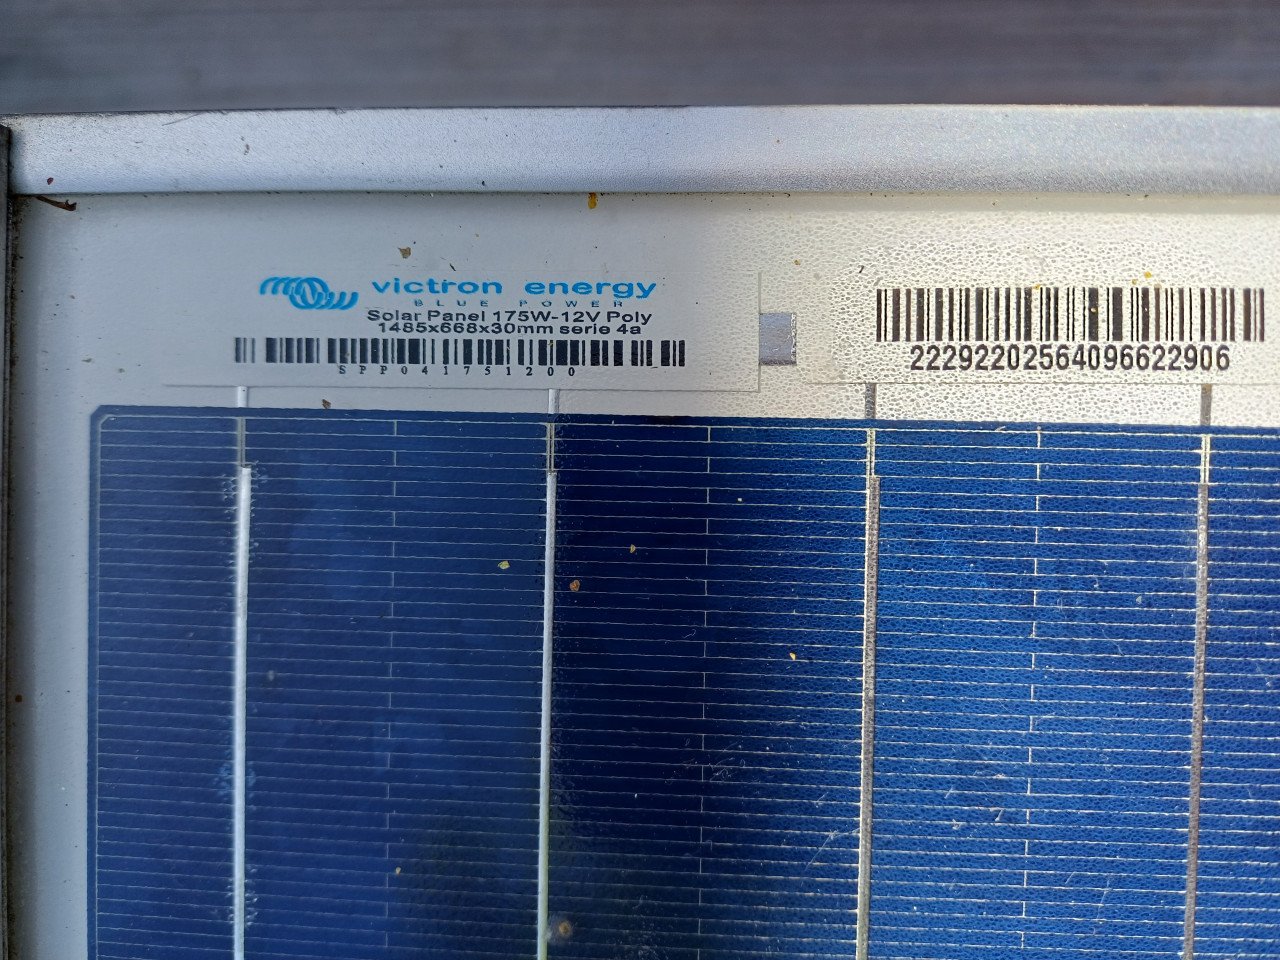 victron energy
BLUE POWER
Solar Panel 175W-12V Poly
1485x668x30mm serie 4a
SPP041751200
22292202564096622906